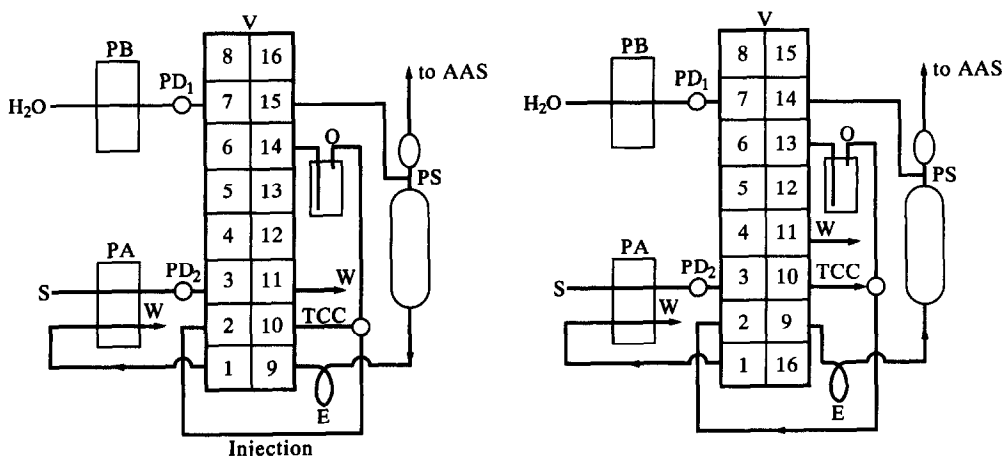 V
PB
8 16
to AAS
PD₁
H₂O
7 15
6 14
O
PS
5 13
4 12
PA
PD₂
W
S
3 11
W
TCC
2 10
1 9
E
Injection
V
PB
8 15
to AAS
PD₁
H₂O
7 14
6 13
O
PS
5 12
4 11
W
PA
PD₂
TCC
S
3 10
W
2 9
1 16
E